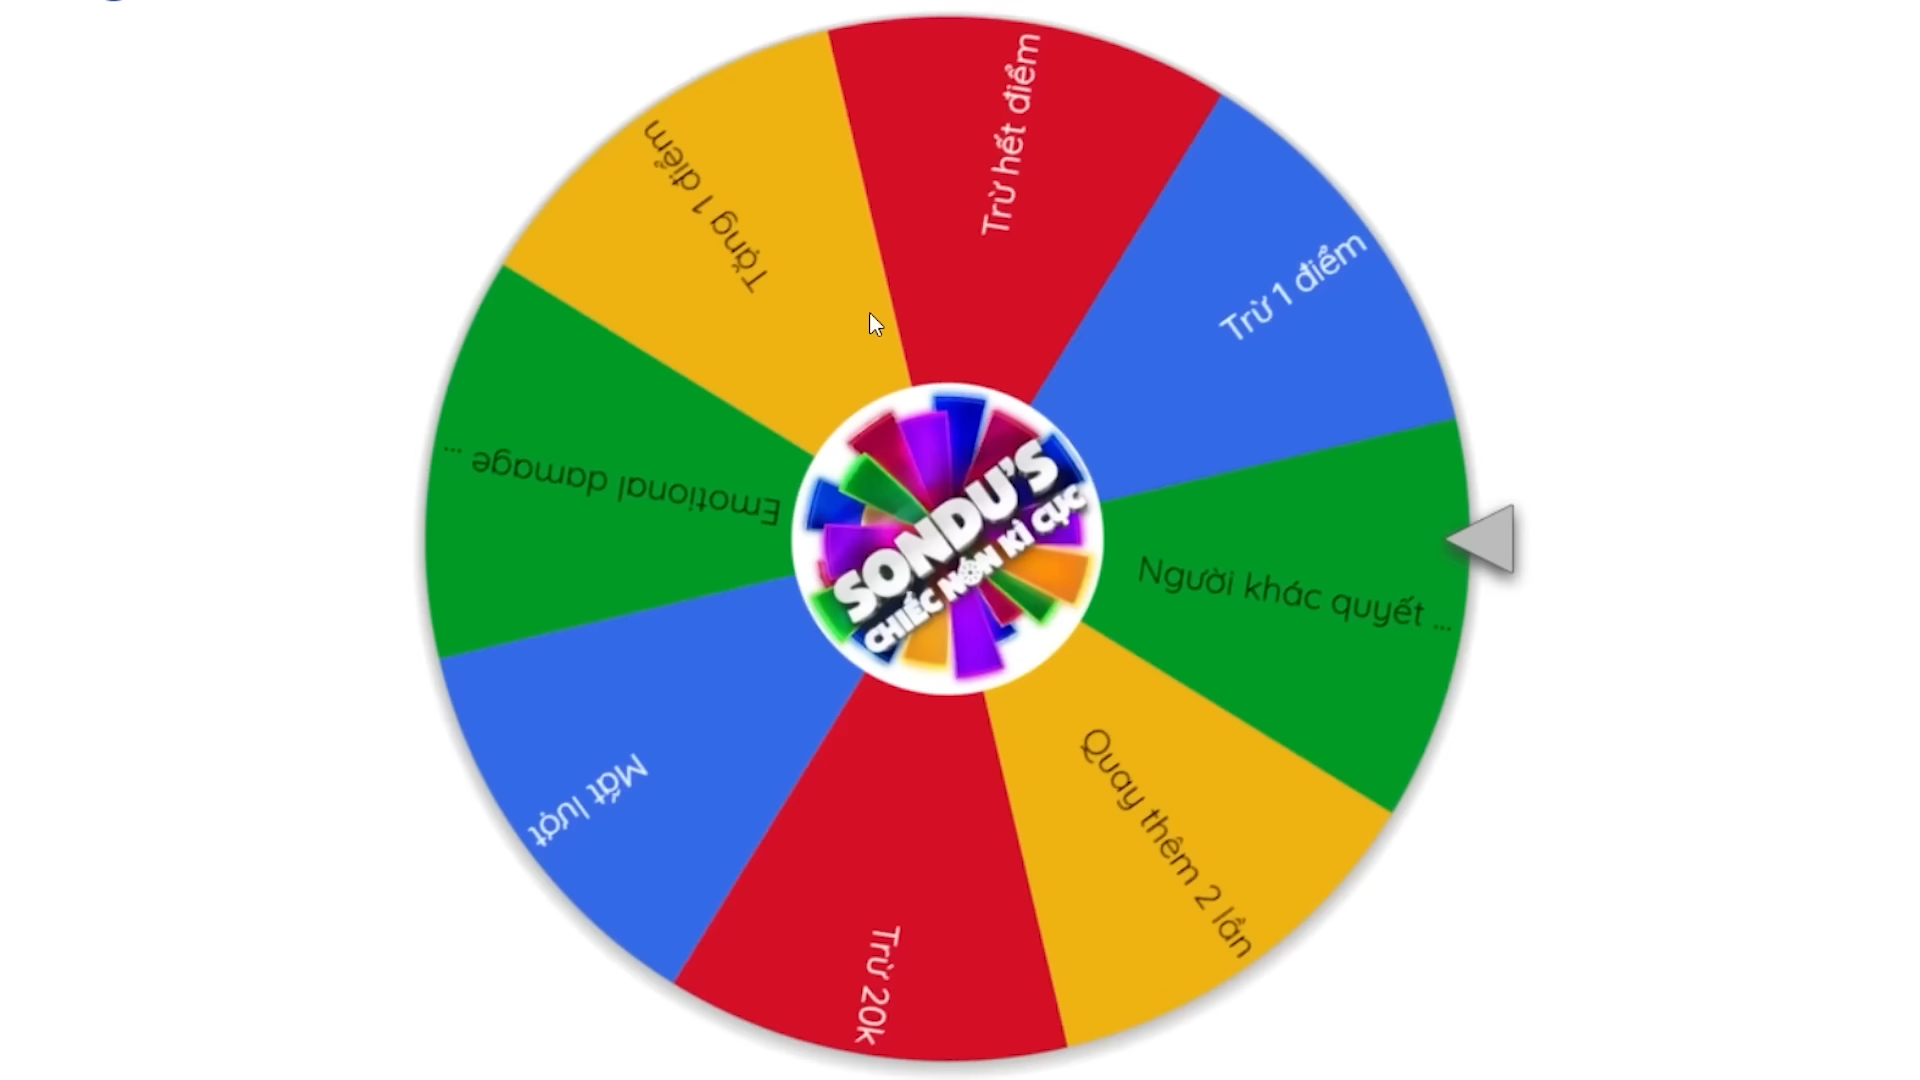 Trừ hết điểm
Trừ 1 điểm
Người khác quyết ...
Quay thêm 2 lần
Trừ 20k
Mất lượt
Emotional damage ...
Tặng 1 điểm
SONDU'S
CHIẾC NÓN KÌ CỤC